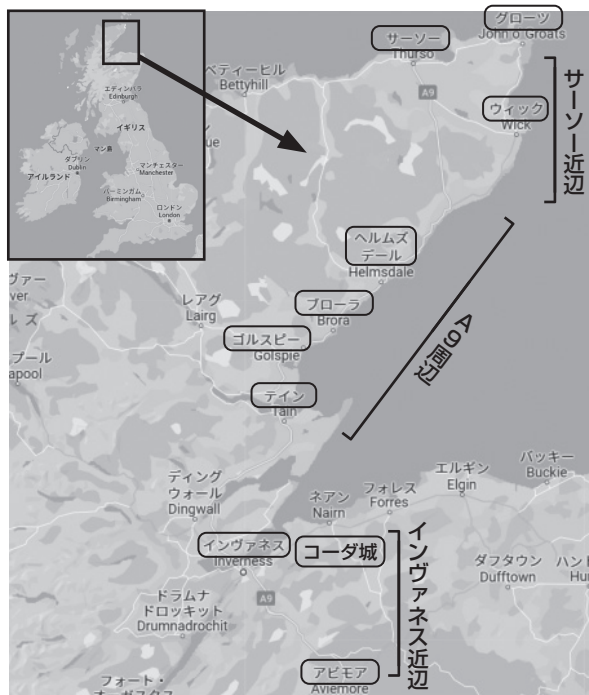 エディンバラ
Edinburgh
イギリス
マン島
ダブリン
Dublin
アイルランド
マンチェスター
Manchester
バーミンガム
Birmingham
ロンドン
London
グローツ
John o' Groats
サーソー
Thurso
ベティーヒル
Bettyhill
A9
ウィック
Wick
サーソー近辺
ヘルムズ
デール
Helmsdale
ブローラ
Brora
レアグ
Lairg
ゴルスピー
Golspie
テイン
Tain
A9周辺
ディング
ウォール
Dingwall
ネアン
Nairn
フォレス
Forres
エルギン
Elgin
バッキー
Buckie
インヴァネス
Inverness
コーダ城
インヴァネス近辺
ダフタウン
Dufftown
ドラムナ
ドロッキット
Drumnadrochit
A9
アビモア
Aviemore
フォート・